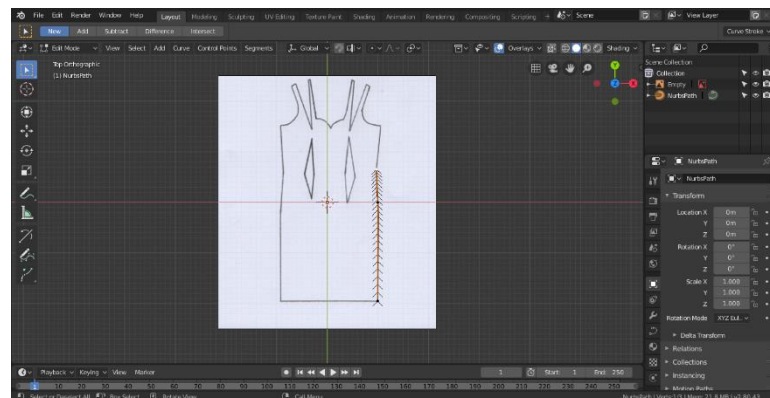 File Edit Render Window Help Layout Modeling Sculpting UV Editing Texture Paint Shading Animation Rendering Compositing Scripting + Scene View Layer
New Add Subtract Difference Intersect Curve Stroke
Edit Mode View Select Add Curve Control Points Segments Global Overlays Shading
Top Orthographic
(1) NurbsPath
Scene Collection
Collection
Empty
NurbsPath
NurbsPath
NurbsPath
Transform
Location X 0m
Y 0m
Z 0m
Rotation X 0°
Y 0°
Z 0°
Scale X 1.000
Y 1.000
Z 1.000
Rotation Mode XYZ Eul..
Delta Transform
Relations
Collections
Instancing
Motion Paths
Playback Keying View Marker 1 Start: 1 End: 250
1 10 20 30 40 50 60 70 80 90 100 110 120 130 140 150 160 170 180 190 200 210 220 230 240 250
Select or Deselect All Box Select Rotate View Call Menu